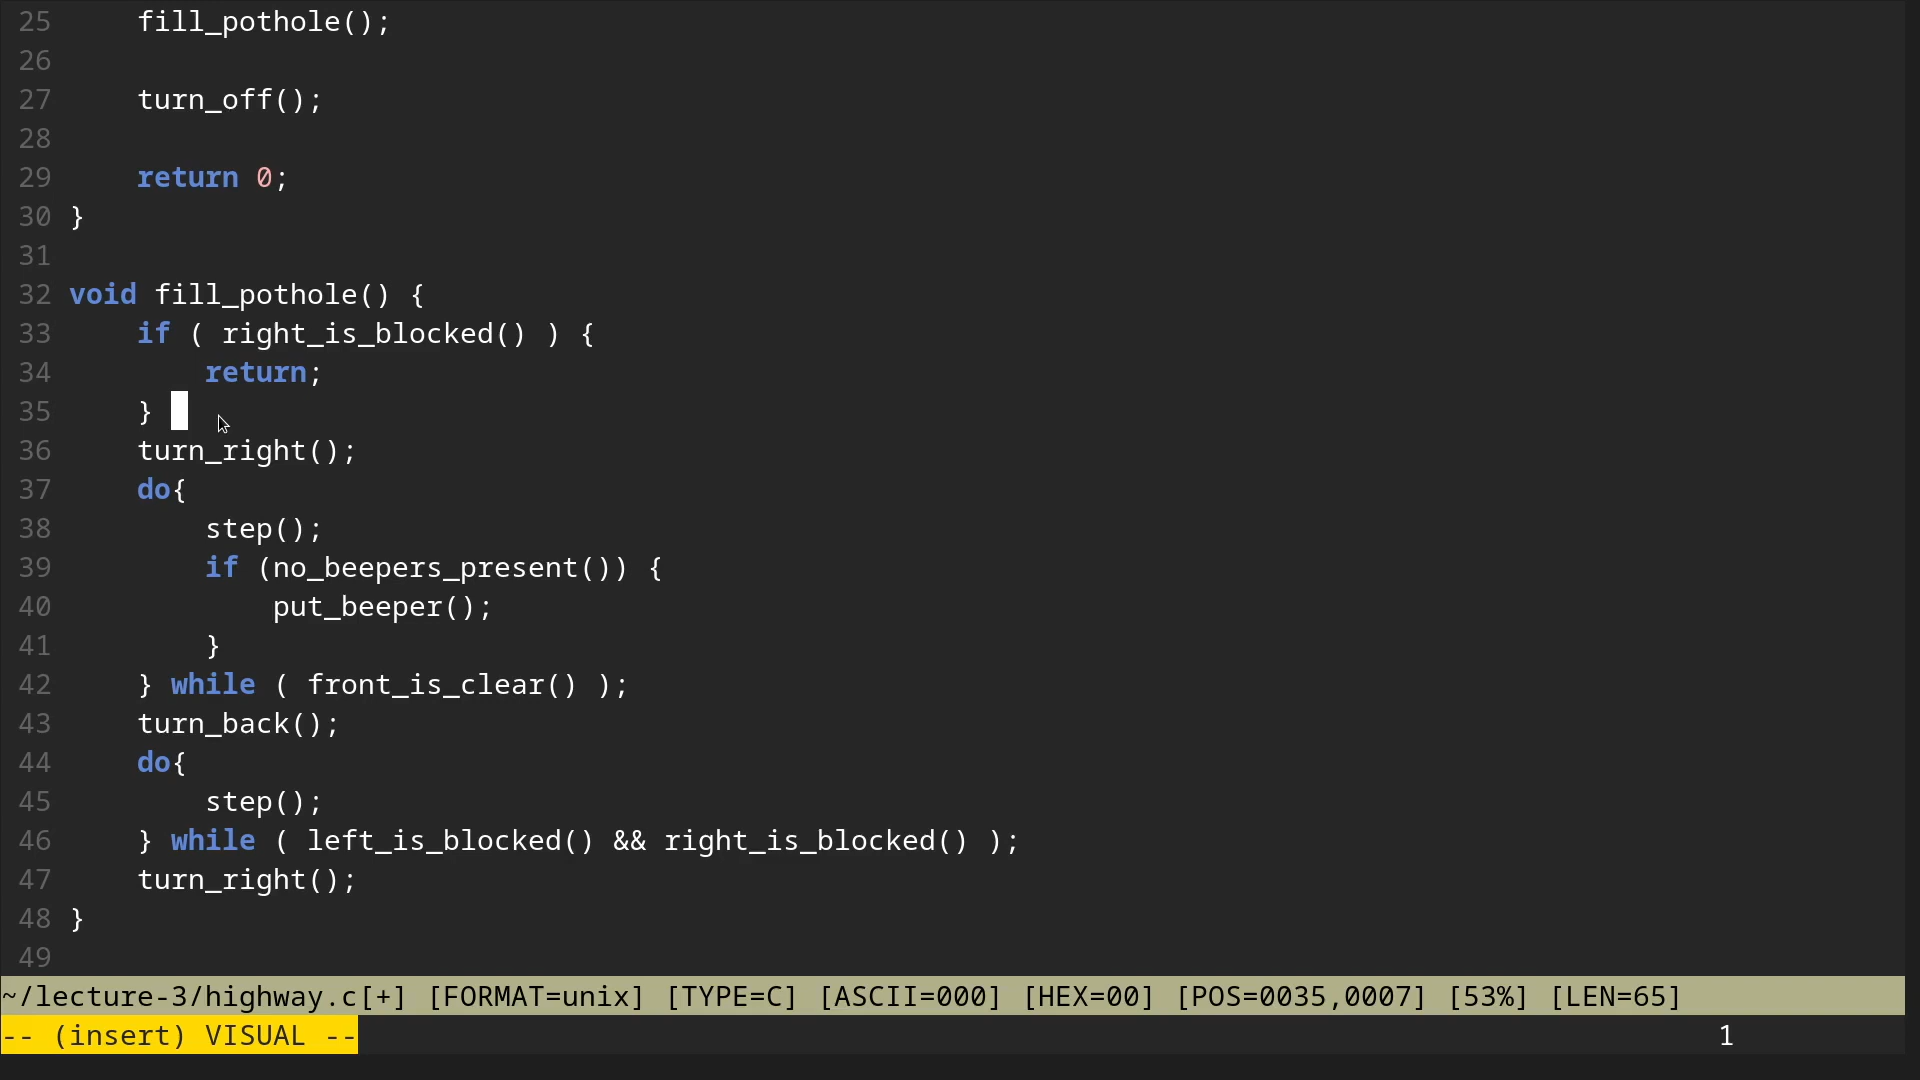 25     fill_pothole();
26
27     turn_off();
28
29     return 0;
30 }
31
32 void fill_pothole() {
33     if ( right_is_blocked() ) {
34         return;
35     }
36     turn_right();
37     do{
38         step();
39         if (no_beepers_present()) {
40             put_beeper();
41         }
42     } while ( front_is_clear() );
43     turn_back();
44     do{
45         step();
46     } while ( left_is_blocked() && right_is_blocked() );
47     turn_right();
48 }
49
~/lecture-3/highway.c[+] [FORMAT=unix] [TYPE=C] [ASCII=000] [HEX=00] [POS=0035,0007] [53%] [LEN=65]
-- (insert) VISUAL -- 1